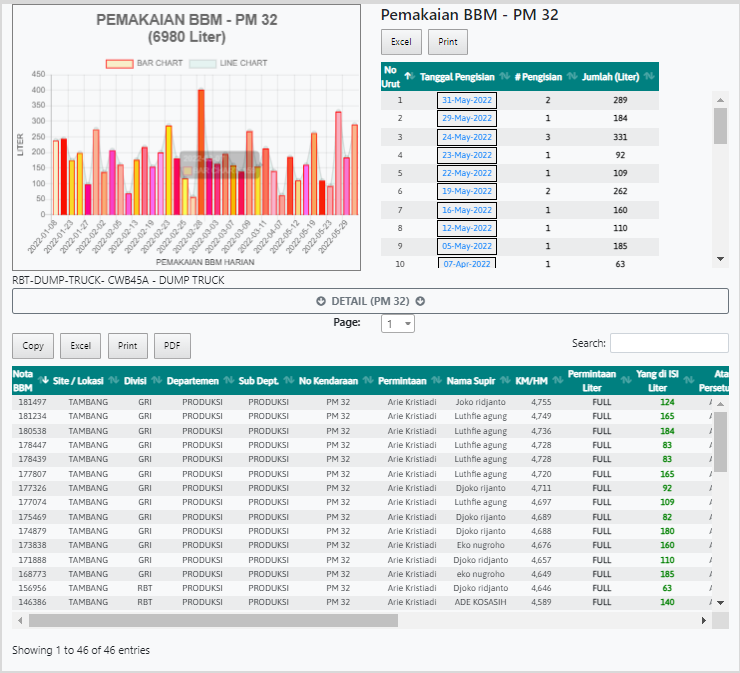 PEMAKAIAN BBM - PM 32
(6980 Liter)
BAR CHART LINE CHART
LITER
450
400
350
300
250
200
150
100
50
0
2022-01-08 2022-01-23 2022-01-27 2022-02-02 2022-02-05 2022-02-13 2022-02-19 2022-02-23 2022-02-25 2022-02-28 2022-03-03 2022-03-07 2022-03-09 2022-03-11 2022-04-07 2022-05-12 2022-05-19 2022-05-23 2022-05-29
PEMAKAIAN BBM HARIAN
Pemakaian BBM - PM 32
Excel Print
No Urut Tanggal Pengisian # Pengisian Jumlah (Liter)
1 31-May-2022 2 289
2 29-May-2022 1 184
3 24-May-2022 3 331
4 23-May-2022 1 92
5 22-May-2022 1 109
6 19-May-2022 2 262
7 16-May-2022 1 160
8 12-May-2022 1 110
9 05-May-2022 1 185
10 07-Apr-2022 1 63
RBT-DUMP-TRUCK- CWB45A - DUMP TRUCK
DETAIL (PM 32)
Page: 1
Copy Excel Print PDF
Search:
Nota BBM Site / Lokasi Divisi Departemen Sub Dept. No Kendaraan Permintaan Nama Supir KM/HM Permintaan Liter Yang di ISI Liter Ata Persetu
181497 TAMBANG GRI PRODUKSI PRODUKSI PM 32 Arie Kristiadi Joko ridjanto 4,755 FULL 124
181234 TAMBANG GRI PRODUKSI PRODUKSI PM 32 Arie Kristiadi Luthfie agung 4,749 FULL 165
180538 TAMBANG GRI PRODUKSI PRODUKSI PM 32 Arie Kristiadi Luthfie agung 4,736 FULL 184
178447 TAMBANG GRI PRODUKSI PRODUKSI PM 32 Arie Kristiadi Luthfie agung 4,728 FULL 83
178439 TAMBANG GRI PRODUKSI PRODUKSI PM 32 Arie Kristiadi Luthfie agung 4,728 FULL 83
177807 TAMBANG GRI PRODUKSI PRODUKSI PM 32 Arie Kristiadi Luthfie agung 4,720 FULL 165
177326 TAMBANG GRI PRODUKSI PRODUKSI PM 32 Arie Kristiadi Djoko rijanto 4,711 FULL 92
177074 TAMBANG GRI PRODUKSI PRODUKSI PM 32 Arie Kristiadi Luthfie agung 4,697 FULL 109
175469 TAMBANG GRI PRODUKSI PRODUKSI PM 32 Arie Kristiadi Djoko rijanto 4,689 FULL 82
174879 TAMBANG GRI PRODUKSI PRODUKSI PM 32 Arie Kristiadi Djoko rijanto 4,688 FULL 180
173838 TAMBANG GRI PRODUKSI PRODUKSI PM 32 Arie Kristiadi Eko nugroho 4,676 FULL 160
171888 TAMBANG GRI PRODUKSI PRODUKSI PM 32 Arie Kristiadi Djoko ridjanto 4,657 FULL 110
168773 TAMBANG GRI PRODUKSI PRODUKSI PM 32 Arie Kristiadi eko nugroho 4,649 FULL 185
156956 TAMBANG RBT PRODUKSI PRODUKSI PM 32 Arie Kristiadi Djoko ridjanto 4,646 FULL 63
146386 TAMBANG RBT PRODUKSI PRODUKSI PM 32 Arie Kristiadi ADE KOSASIH 4,589 FULL 140
Showing 1 to 46 of 46 entries